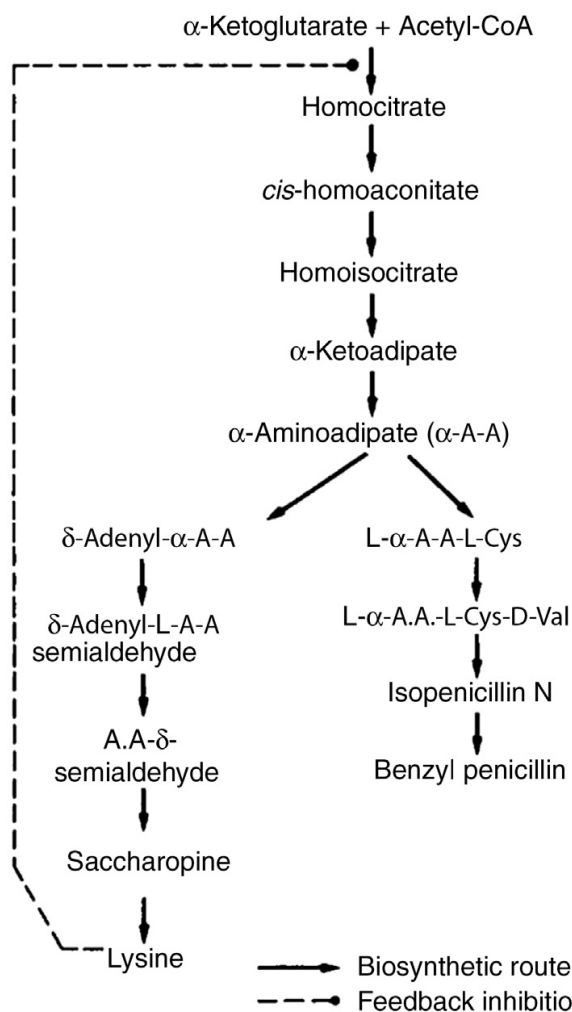 α-Ketoglutarate + Acetyl-CoA
Homocitrate
cis-homoaconitate
Homoisocitrate
α-Ketoadipate
α-Aminoadipate (α-A-A)
δ-Adenyl-α-A-A
L-α-A-A-L-Cys
δ-Adenyl-L-A-A
semialdehyde
L-α-A.A.-L-Cys-D-Val
Isopenicillin N
A.A-δ-
semialdehyde
Benzyl penicillin
Saccharopine
Lysine
Biosynthetic route
Feedback inhibitio